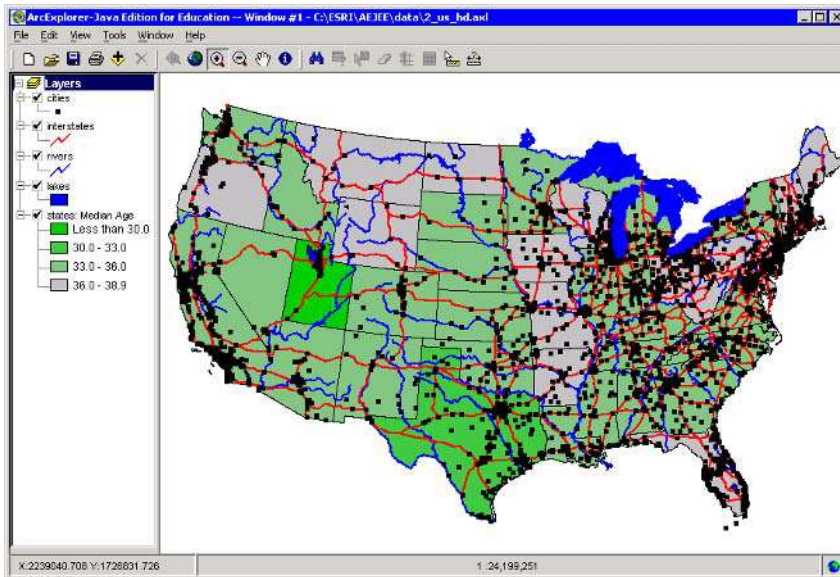 ArcExplorer-Java Edition for Education -- Window #1 - C:\ESRI\AEJEE\data\2_us_hd.axl
File Edit View Tools Window Help
Layers
cities
interstates
rivers
lakes
states: Median Age
Less than 30.0
30.0 - 33.0
33.0 - 36.0
36.0 - 38.9
X:2239040.708 Y:1728831.726
1 :24,199,251